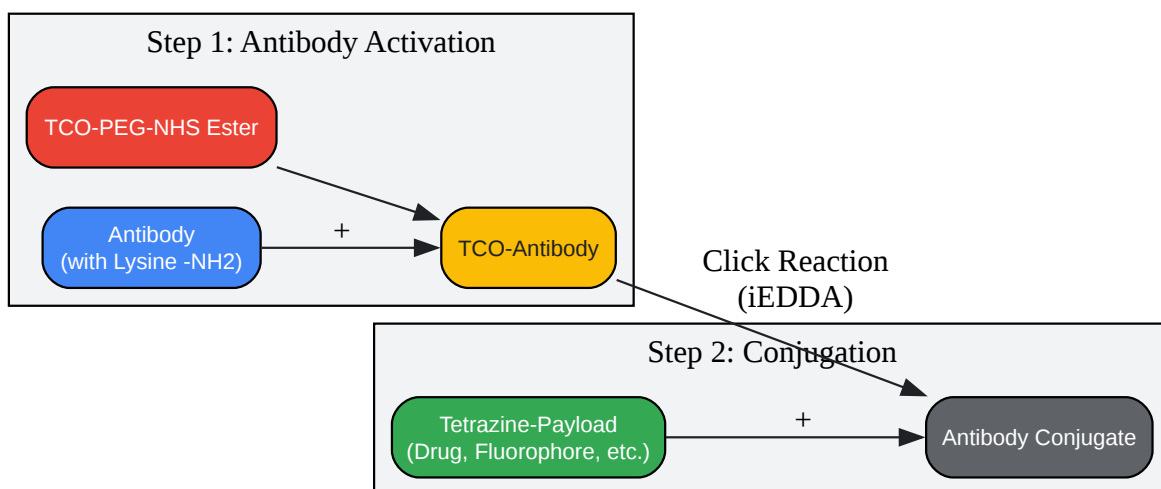 Step 1: Antibody Activation
TCO-PEG-NHS Ester
Antibody
(with Lysine -NH2)
+
TCO-Antibody
Click Reaction
(iEDDA)
Step 2: Conjugation
Tetrazine-Payload
(Drug, Fluorophore, etc.)
+
Antibody Conjugate